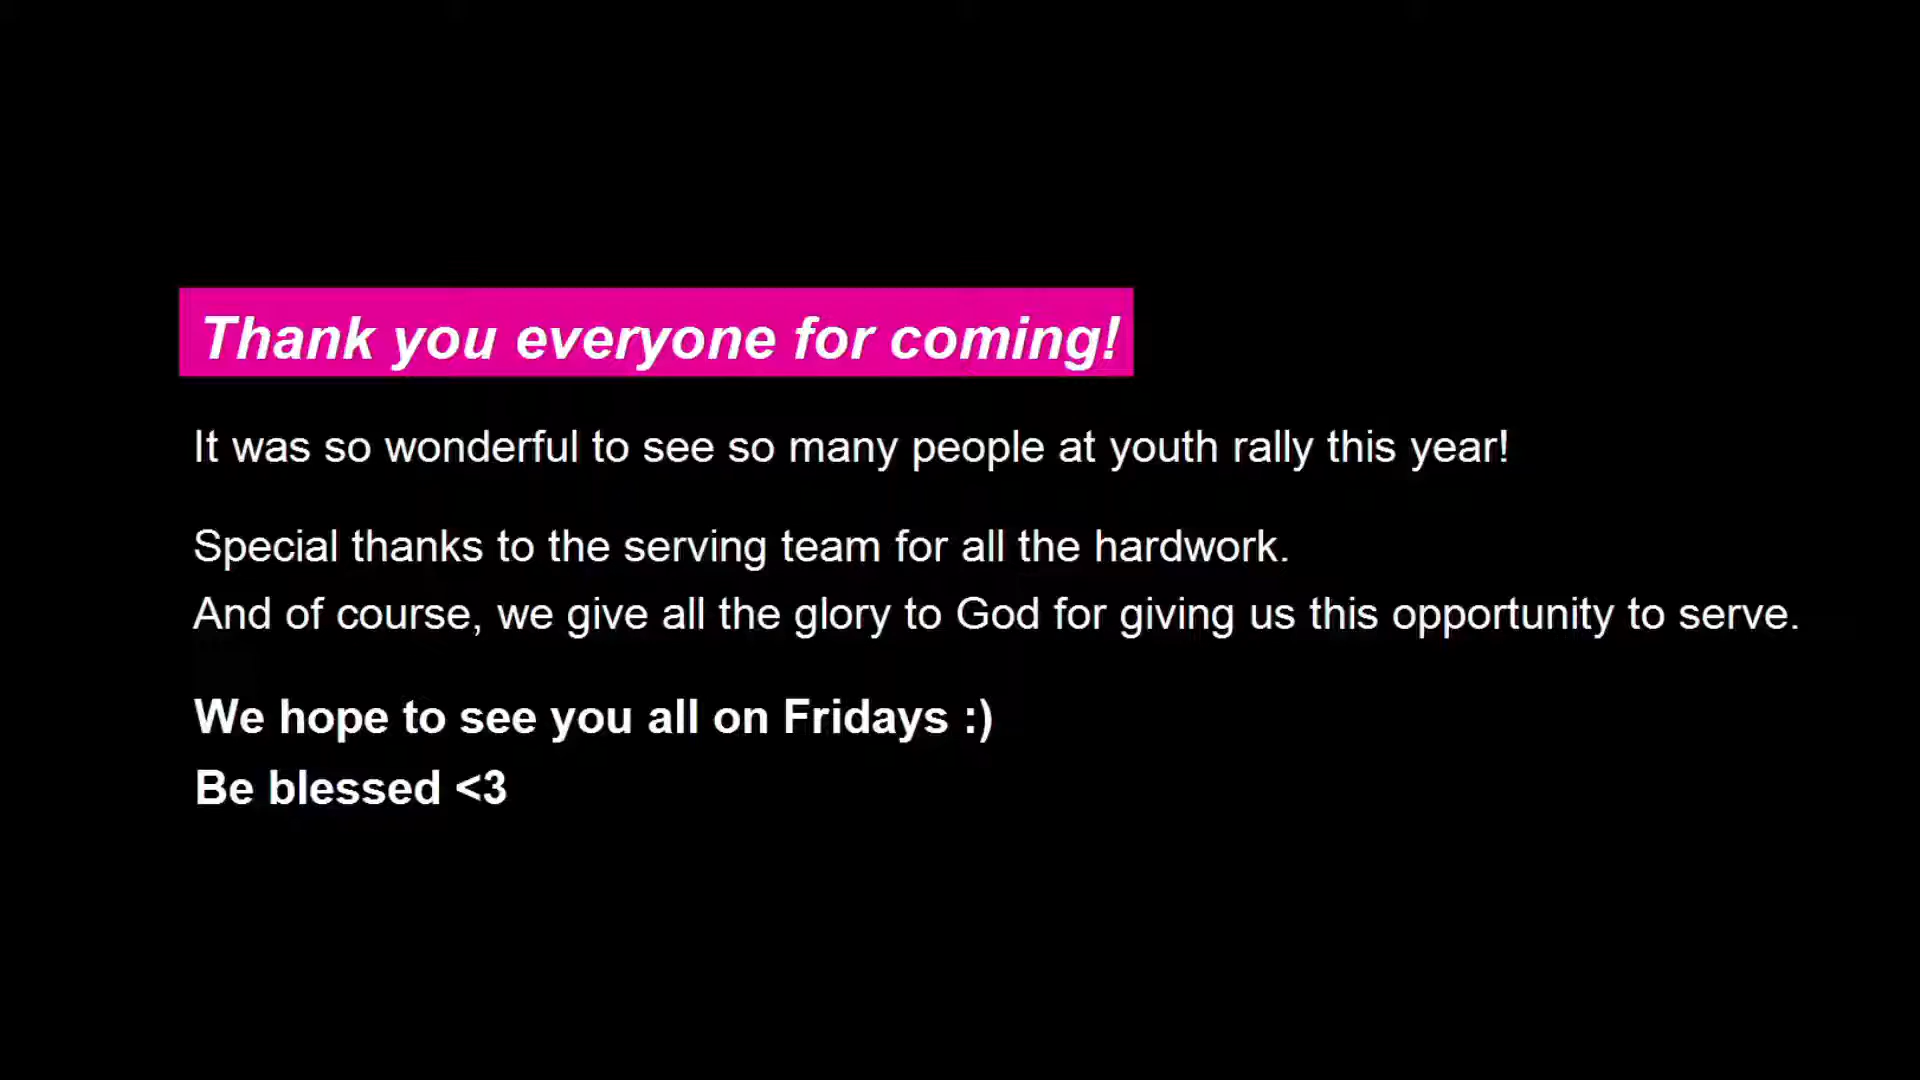 Thank you everyone for coming!
It was so wonderful to see so many people at youth rally this year!
Special thanks to the serving team for all the hardwork.
And of course, we give all the glory to God for giving us this opportunity to serve.
We hope to see you all on Fridays :)
Be blessed <3